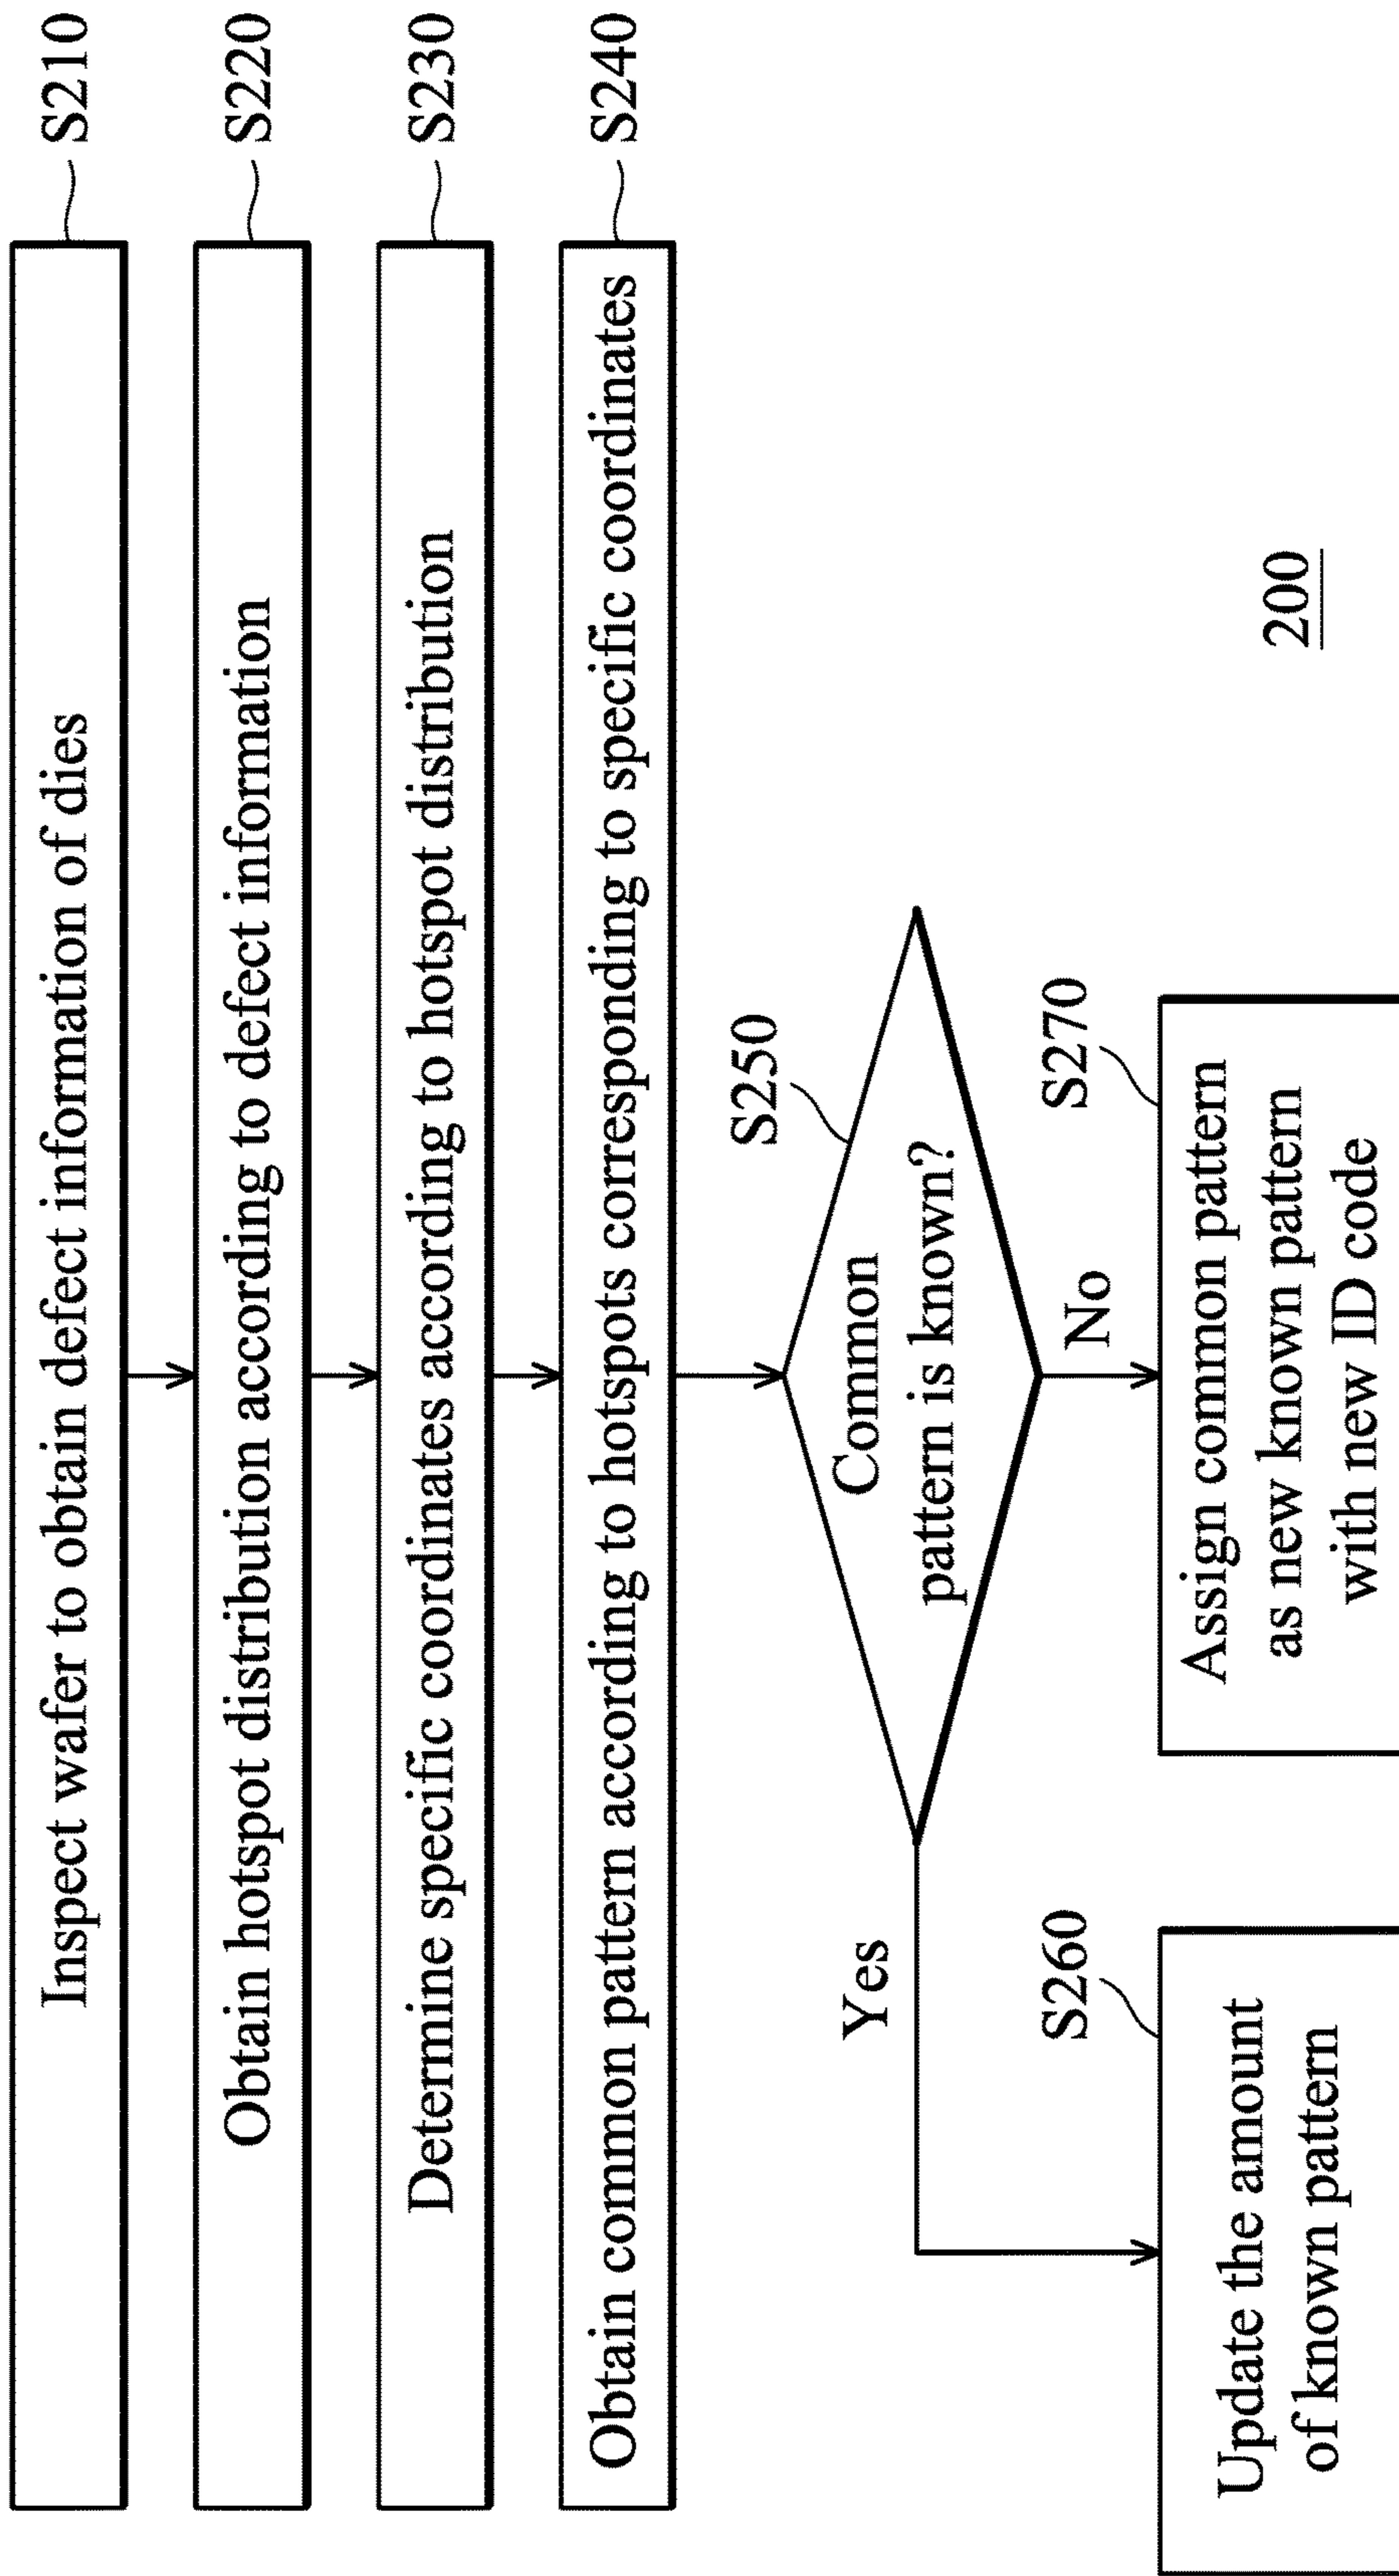 Inspect wafer to obtain defect information of dies
S210
Obtain hotspot distribution according to defect information
S220
Determine specific coordinates according to hotspot distribution
S230
Obtain common pattern according to hotspots corresponding to specific coordinates
S240
S250
Common
pattern is known?
Yes
No
S260
Update the amount
of known pattern
S270
Assign common pattern
as new known pattern
with new ID code
200